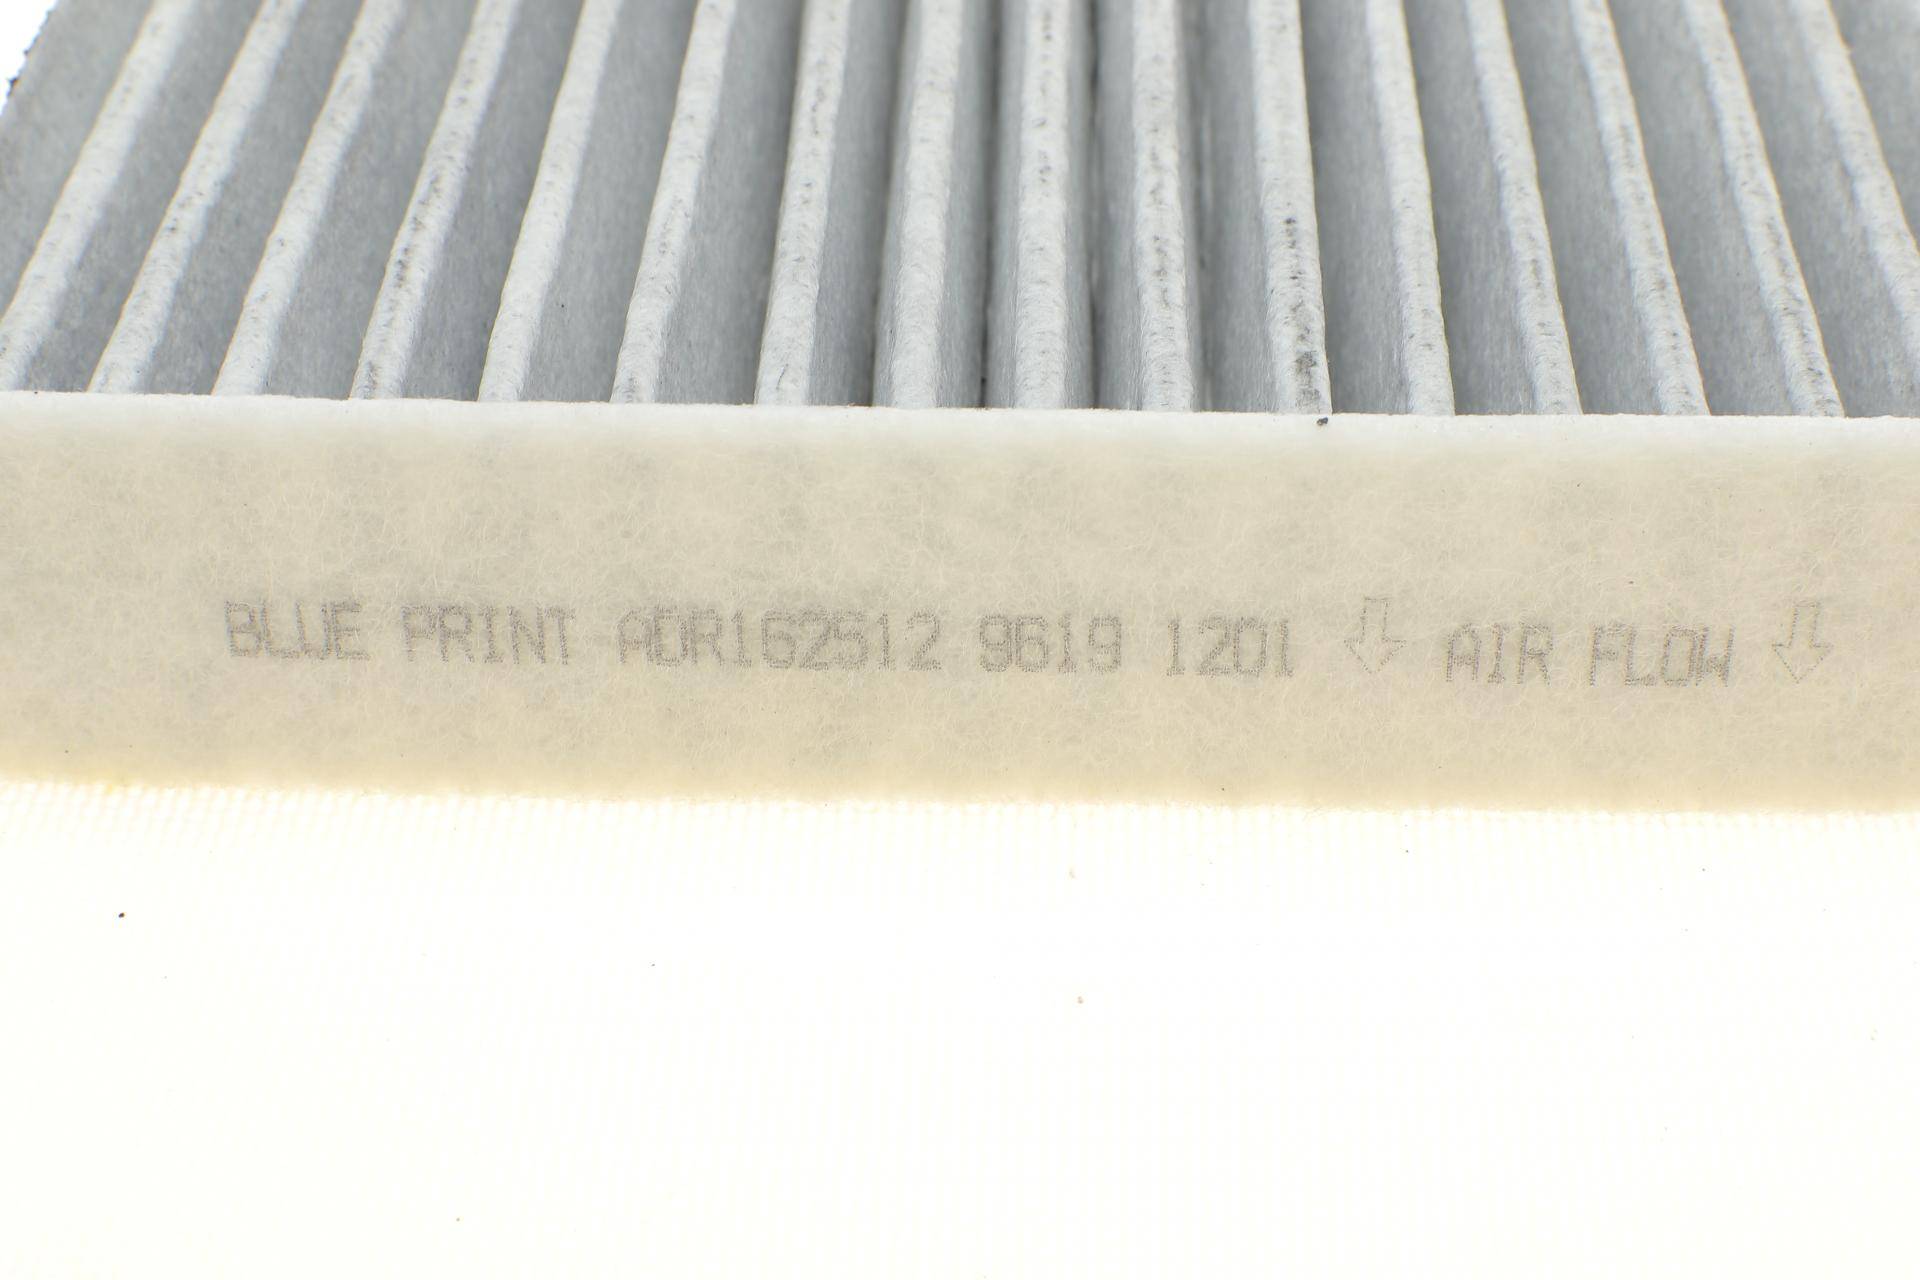 BLUE PRINT ADR162512 9619 1201 ⇩ AIR FLOW ⇩